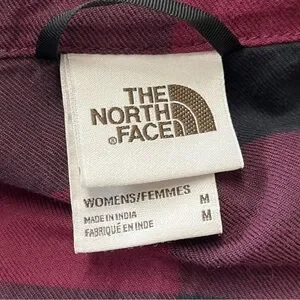 THE
NORTH
®FACE
WOMENS/FEMMES M
MADE IN INDIA M
FABRIQUÉ EN INDE